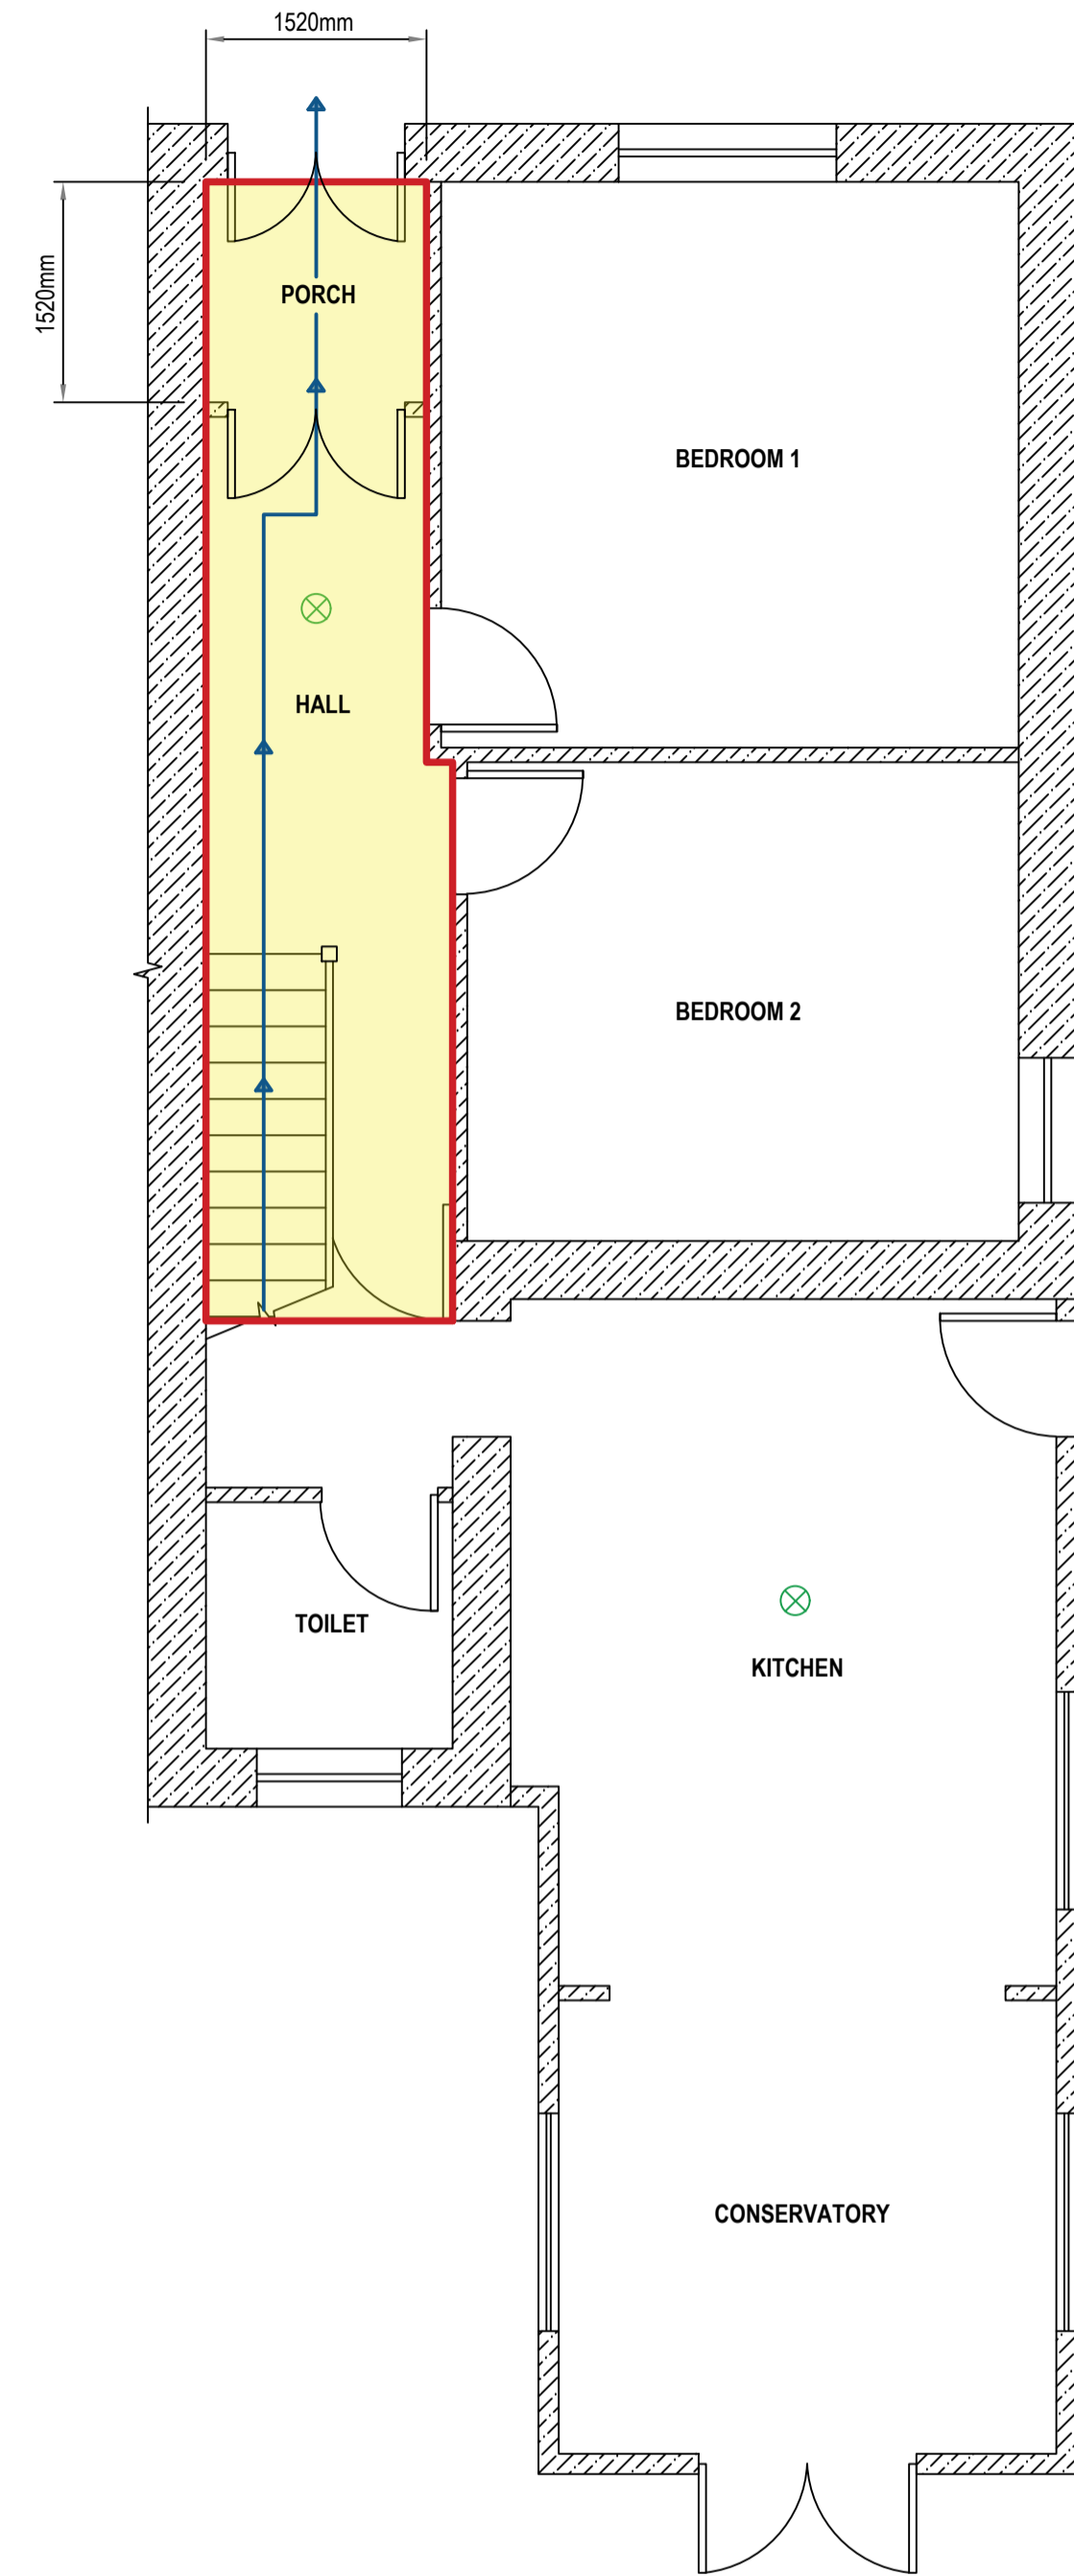 1520mm
1520mm
PORCH
BEDROOM 1
HALL
BEDROOM 2
TOILET
KITCHEN
CONSERVATORY